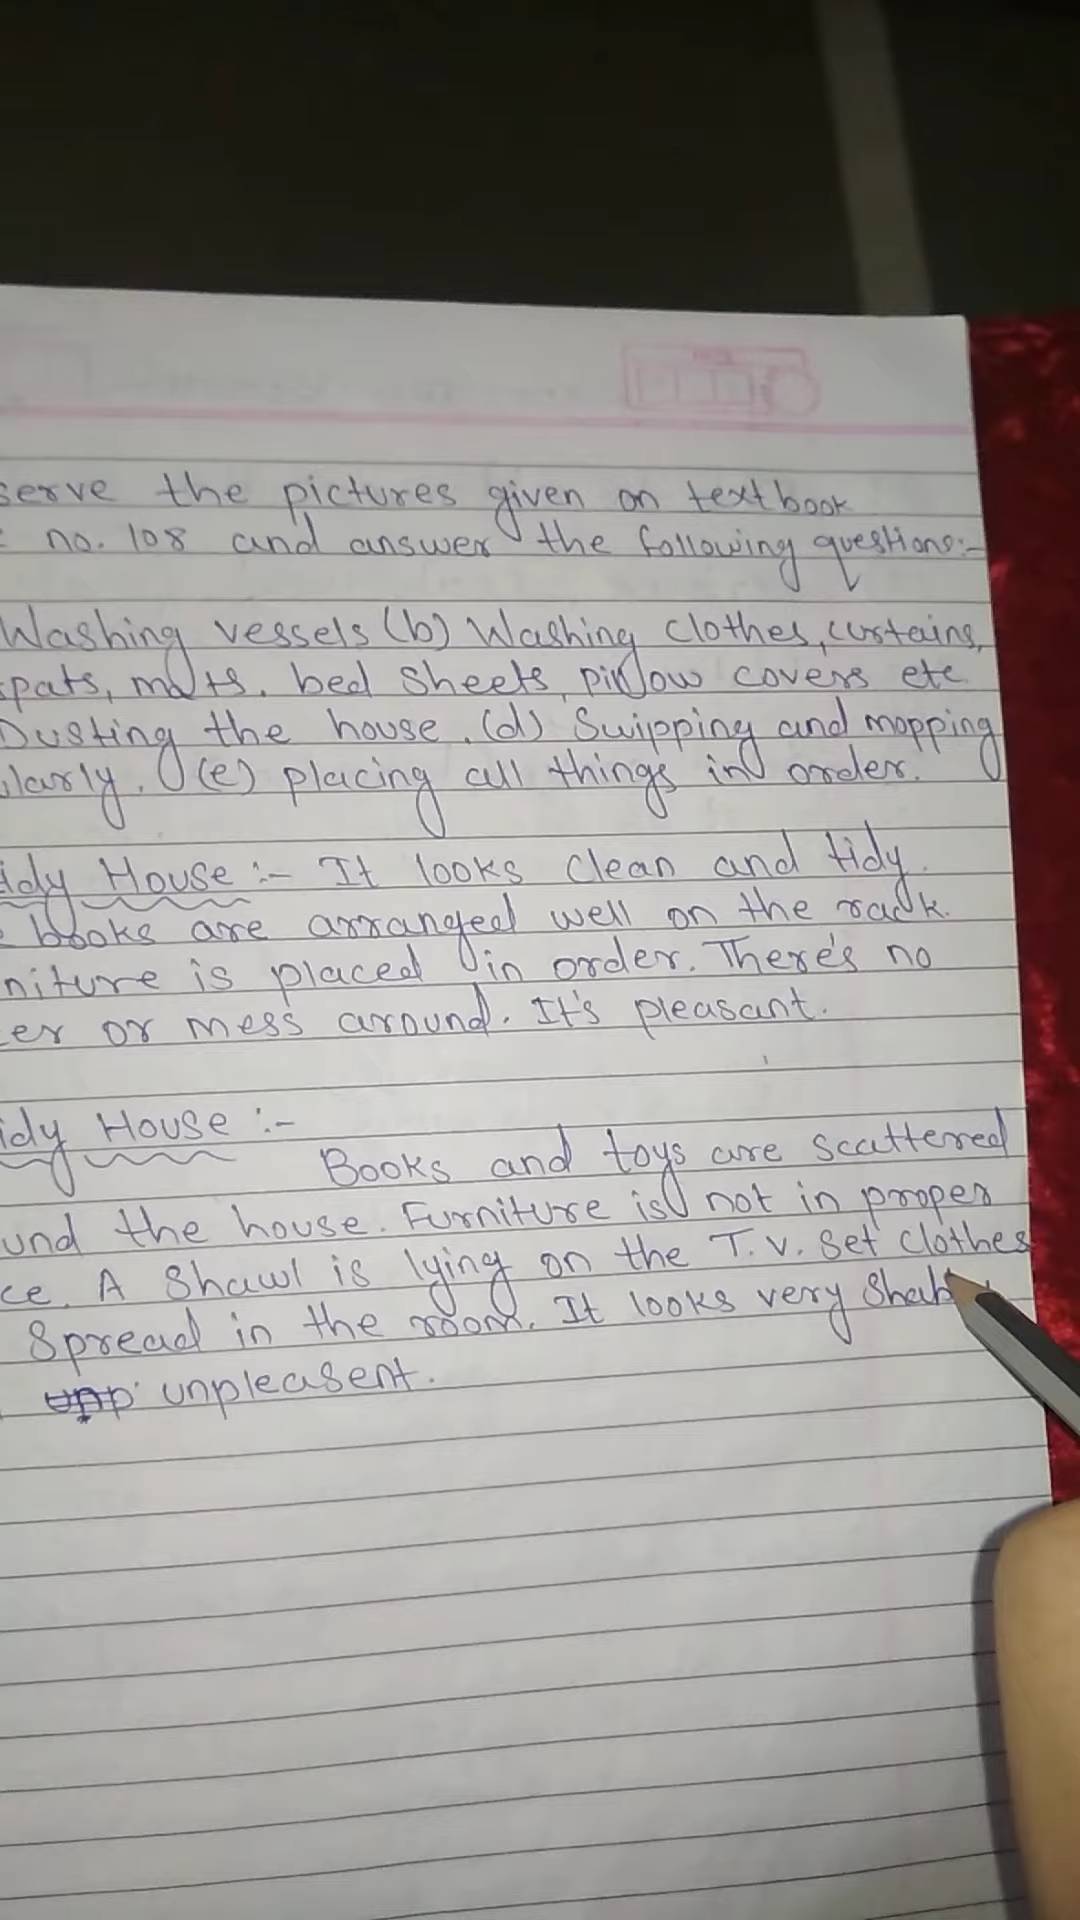 serve the pictures given on textbook
no. 108 and answer the following questions:-
Washing vessels (b) Washing clothes, curtains,
pats, mats. bed sheets, pillow covers etc
Dusting the house. (d) Swipping and mopping
larly. (e) placing all things in order.
idy House :- It looks clean and tidy.
books are arranged well on the rack.
niture is placed in order. There's no
er or mess around. It's pleasant.
idy House :-
Books and toys are scattered
und the house. Furniture is not in proper
ce. A Shawl is lying on the T.V. set clothes
Spread in the room. It looks very Shab
unpleasent.